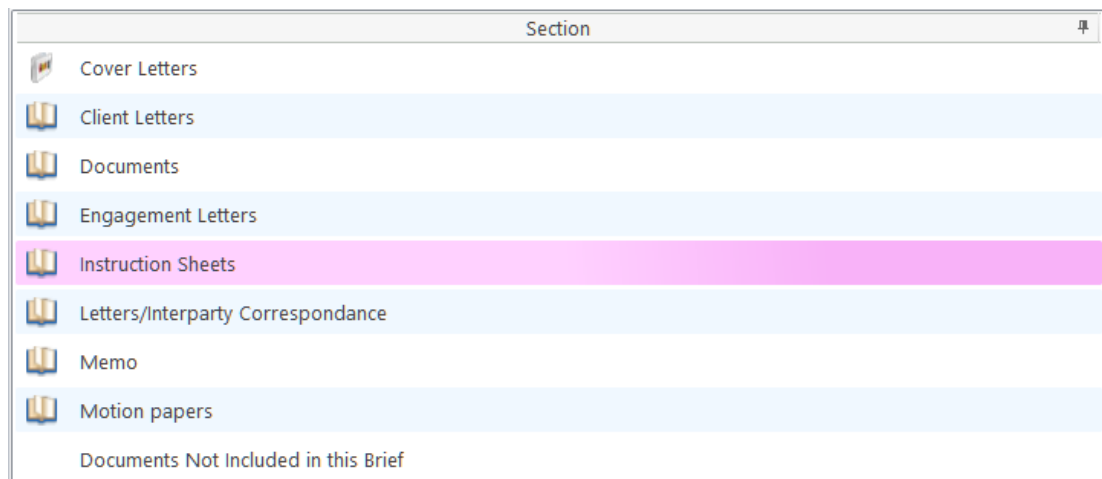 Section
Cover Letters
Client Letters
Documents
Engagement Letters
Instruction Sheets
Letters/Interparty Correspondance
Memo
Motion papers
Documents Not Included in this Brief